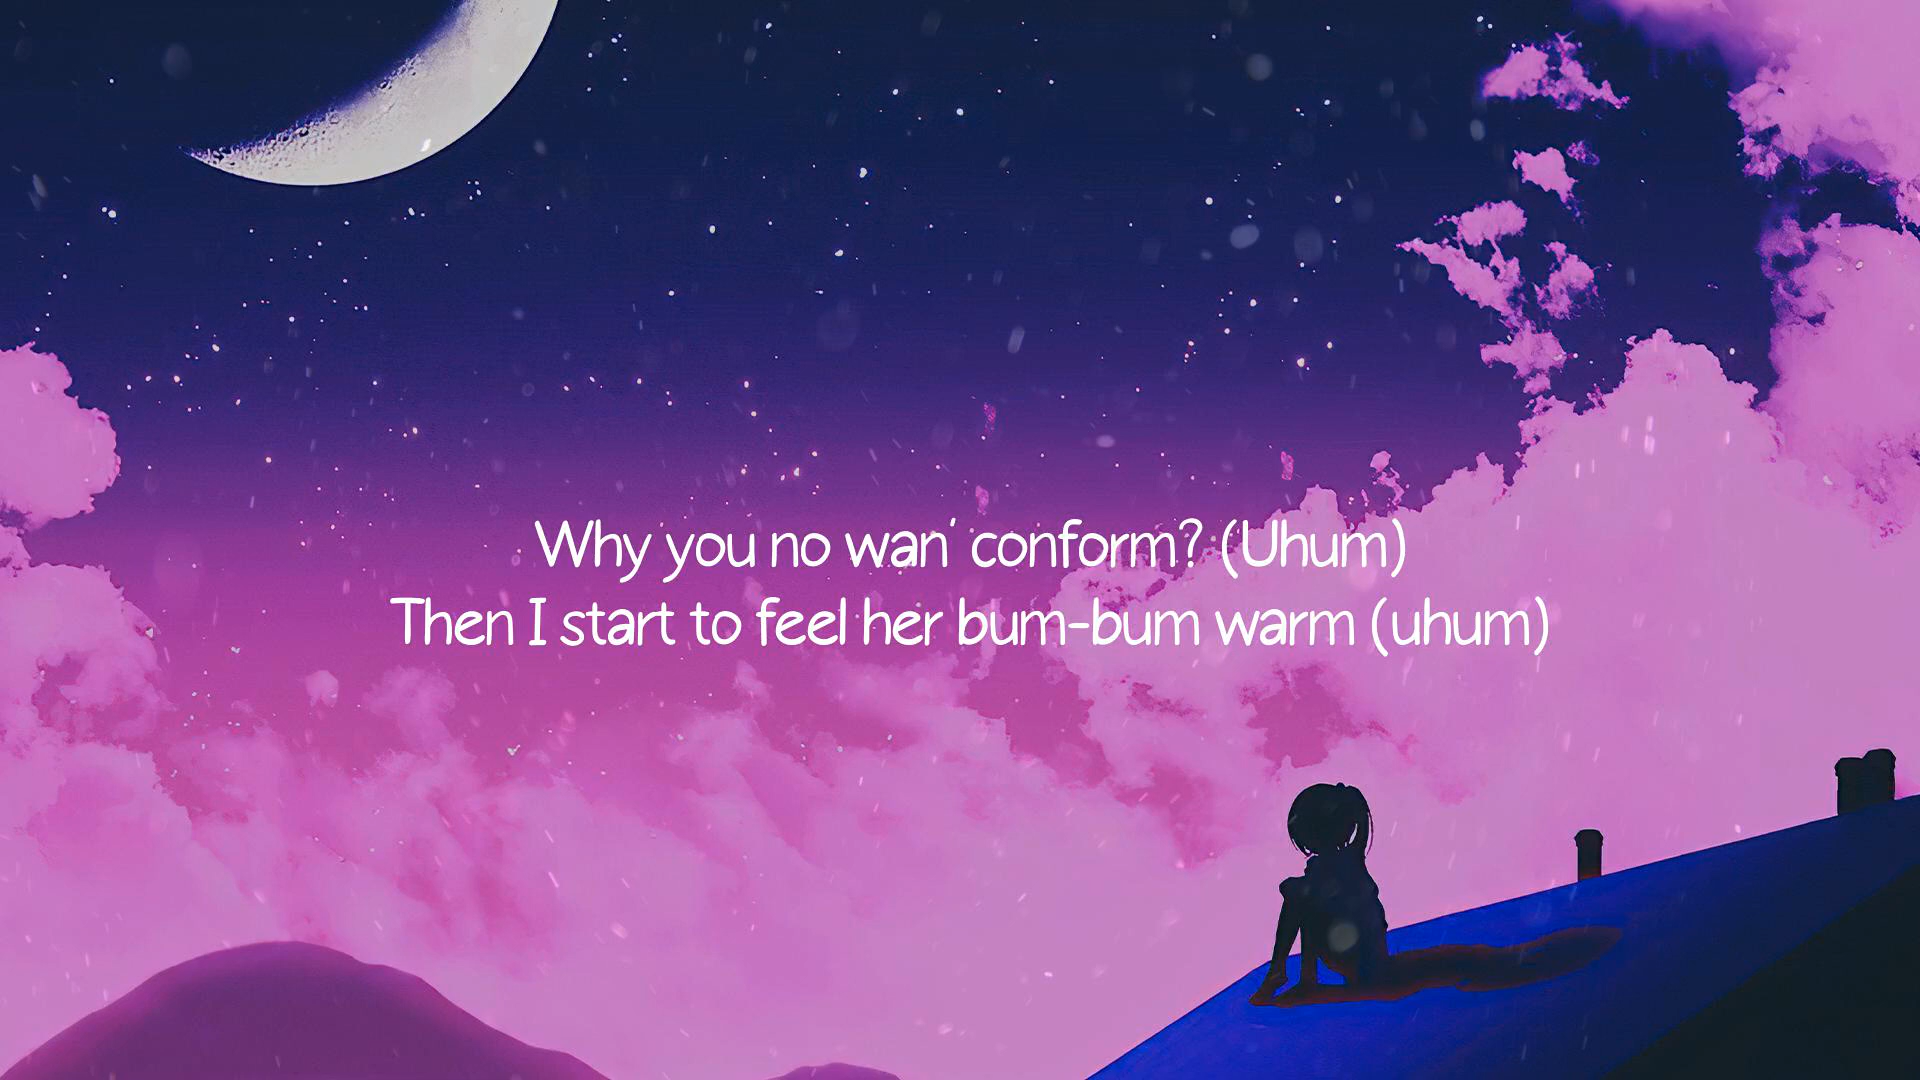 Why you no wan' conform? (Uhum)
Then I start to feel her bum-bum warm (uhum)